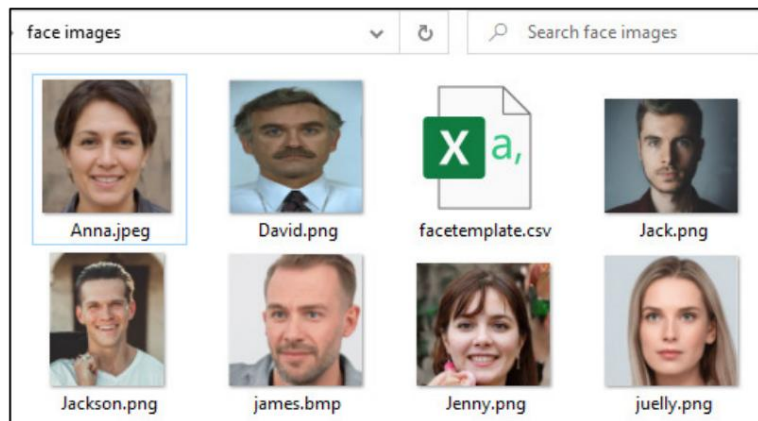 face images
Search face images
X a,
Anna.jpeg
David.png
facetemplate.csv
Jack.png
Jackson.png
james.bmp
Jenny.png
juelly.png